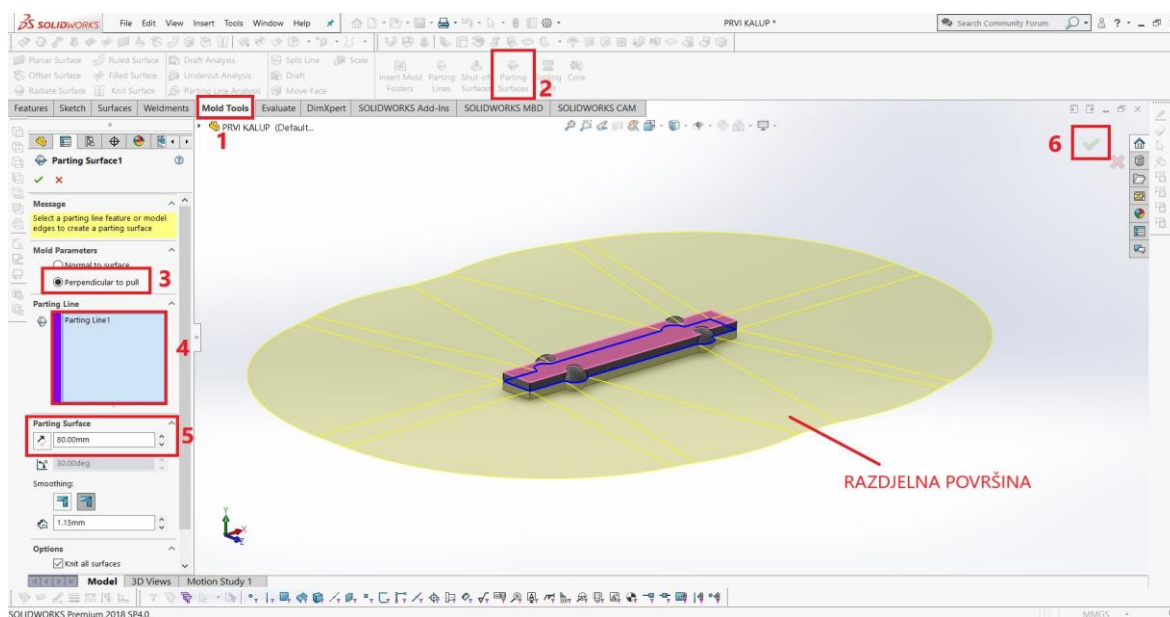 SOLIDWORKS File Edit View Insert Tools Window Help PRVI KALUP * Search Community Forum
Planar Surface Ruled Surface Draft Analysis Split Line Scale
Offset Surface Filled Surface Undercut Analysis Draft Insert Mold Parting Shut-off Parting Tooling Core
Radiate Surface Knit Surface Parting Line Analysis Move Face Folders Lines Surfaces Surfaces 2
Features Sketch Surfaces Weldments Mold Tools Evaluate DimXpert SOLIDWORKS Add-Ins SOLIDWORKS MBD SOLIDWORKS CAM
1
PRVI KALUP (Default...
6
Parting Surface1
Message
Select a parting line feature or model
edges to create a parting surface
Mold Parameters
Normal to surface
Perpendicular to pull 3
Parting Line
Parting Line1
4
Parting Surface
80.00mm 5
30.00deg
Smoothing:
1.15mm
Options
Knit all surfaces
RAZDJELNA POVRŠINA
Y
X
Z
Model 3D Views Motion Study 1
SOLIDWORKS Premium 2018 SP4.0 MMGS